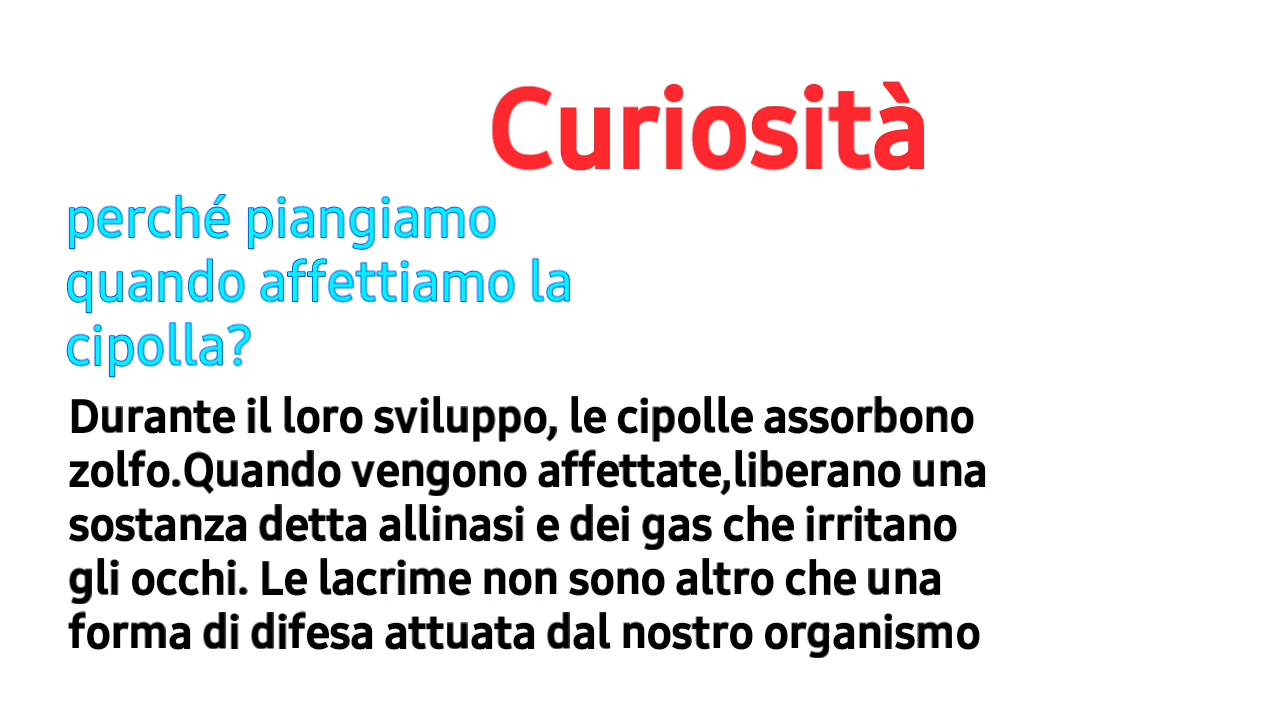 Curiosità
perché piangiamo
quando affettiamo la
cipolla?
Durante il loro sviluppo, le cipolle assorbono
zolfo.Quando vengono affettate,liberano una
sostanza detta allinasi e dei gas che irritano
gli occhi. Le lacrime non sono altro che una
forma di difesa attuata dal nostro organismo